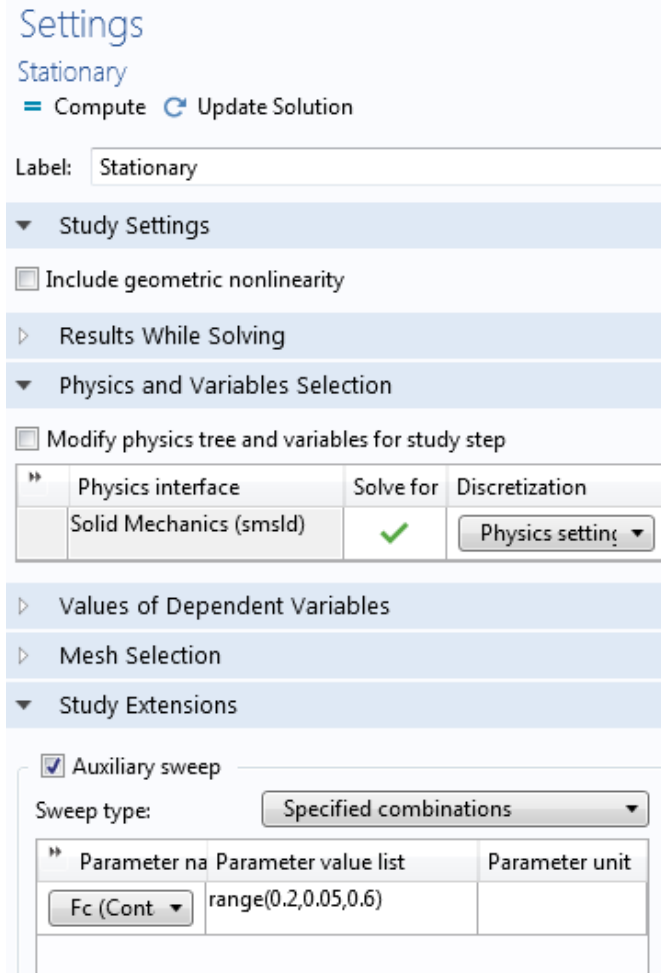 Settings
Stationary
= Compute Update Solution
Label: Stationary
Study Settings
Include geometric nonlinearity
Results While Solving
Physics and Variables Selection
Modify physics tree and variables for study step
Physics interface Solve for Discretization
Solid Mechanics (smsld) Physics setting
Values of Dependent Variables
Mesh Selection
Study Extensions
Auxiliary sweep
Sweep type: Specified combinations
Parameter na Parameter value list Parameter unit
Fc (Cont range(0.2,0.05,0.6)